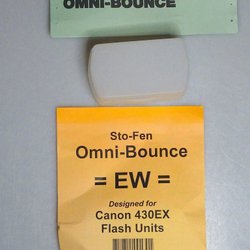 OMNI-BOUNCE
Sto-Fen
Omni-Bounce
= EW =
Designed for
Canon 430EX
Flash Units